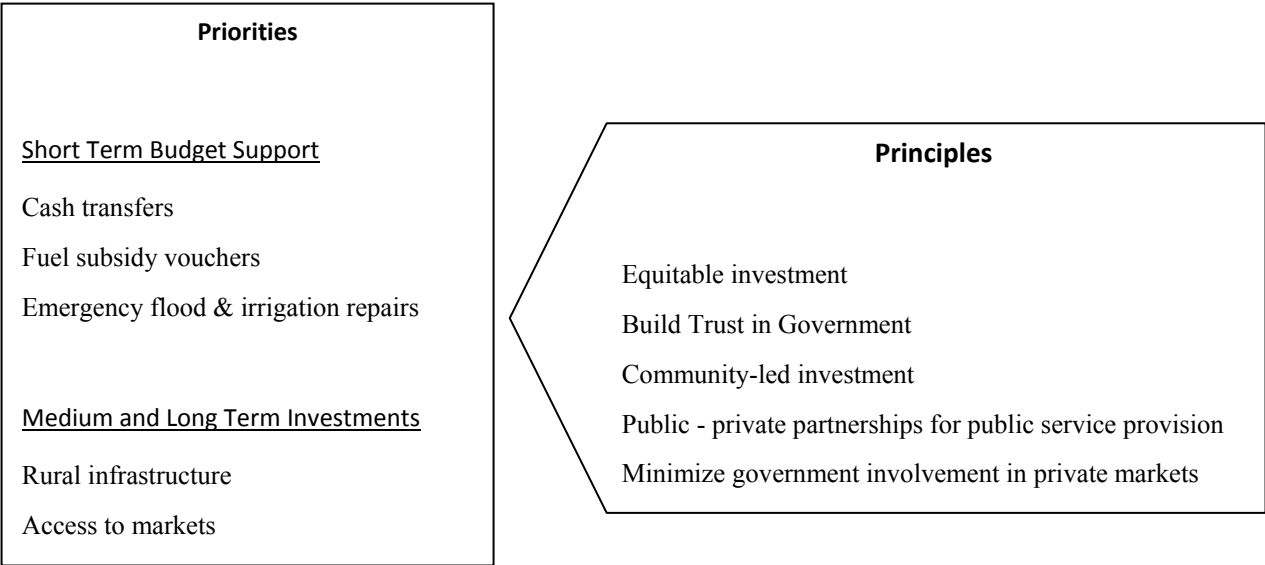 Priorities
Short Term Budget Support
Cash transfers
Fuel subsidy vouchers
Emergency flood & irrigation repairs
Medium and Long Term Investments
Rural infrastructure
Access to markets
Principles
Equitable investment
Build Trust in Government
Community-led investment
Public - private partnerships for public service provision
Minimize government involvement in private markets